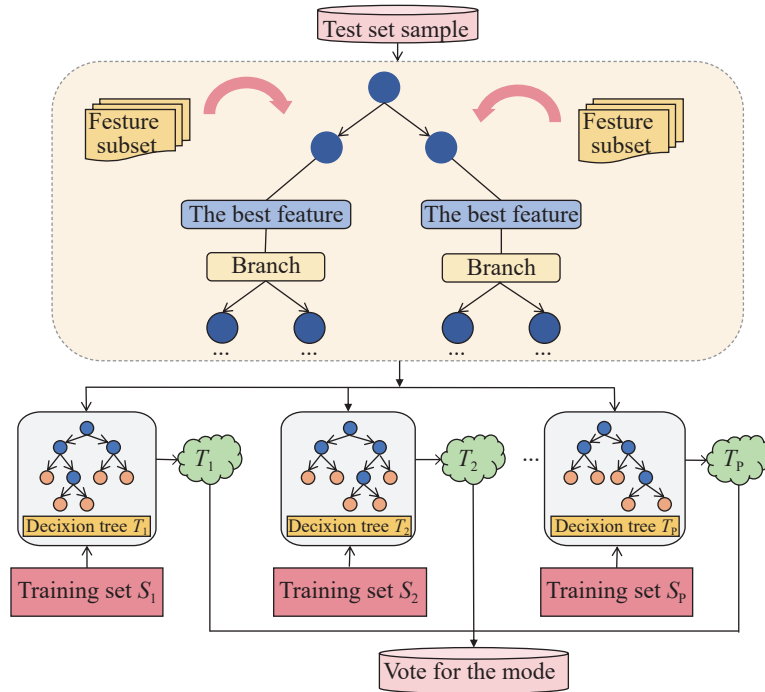 Test set sample
Festure
subset
Festure
subset
The best feature
The best feature
Branch
Branch
...
...
...
...
T1
T2
...
TP
Decixion tree T1
Decixion tree T2
Decixion tree TP
Training set S1
Training set S2
Training set SP
Vote for the mode